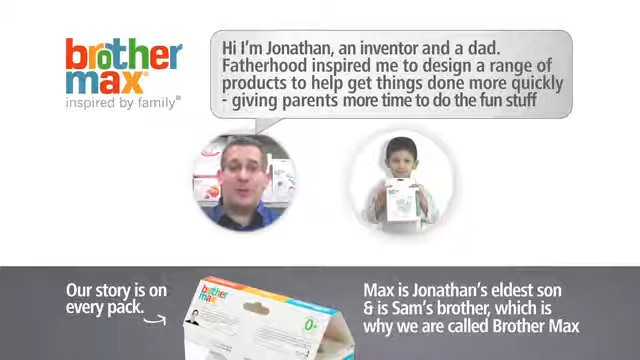 brother
max®
inspired by family®
Hi I'm Jonathan, an inventor and a dad.
Fatherhood inspired me to design a range of
products to help get things done more quickly
- giving parents more time to do the fun stuff
Our story is on
every pack.
brother
max
0+
Max is Jonathan's eldest son
& is Sam's brother, which is
why we are called Brother Max